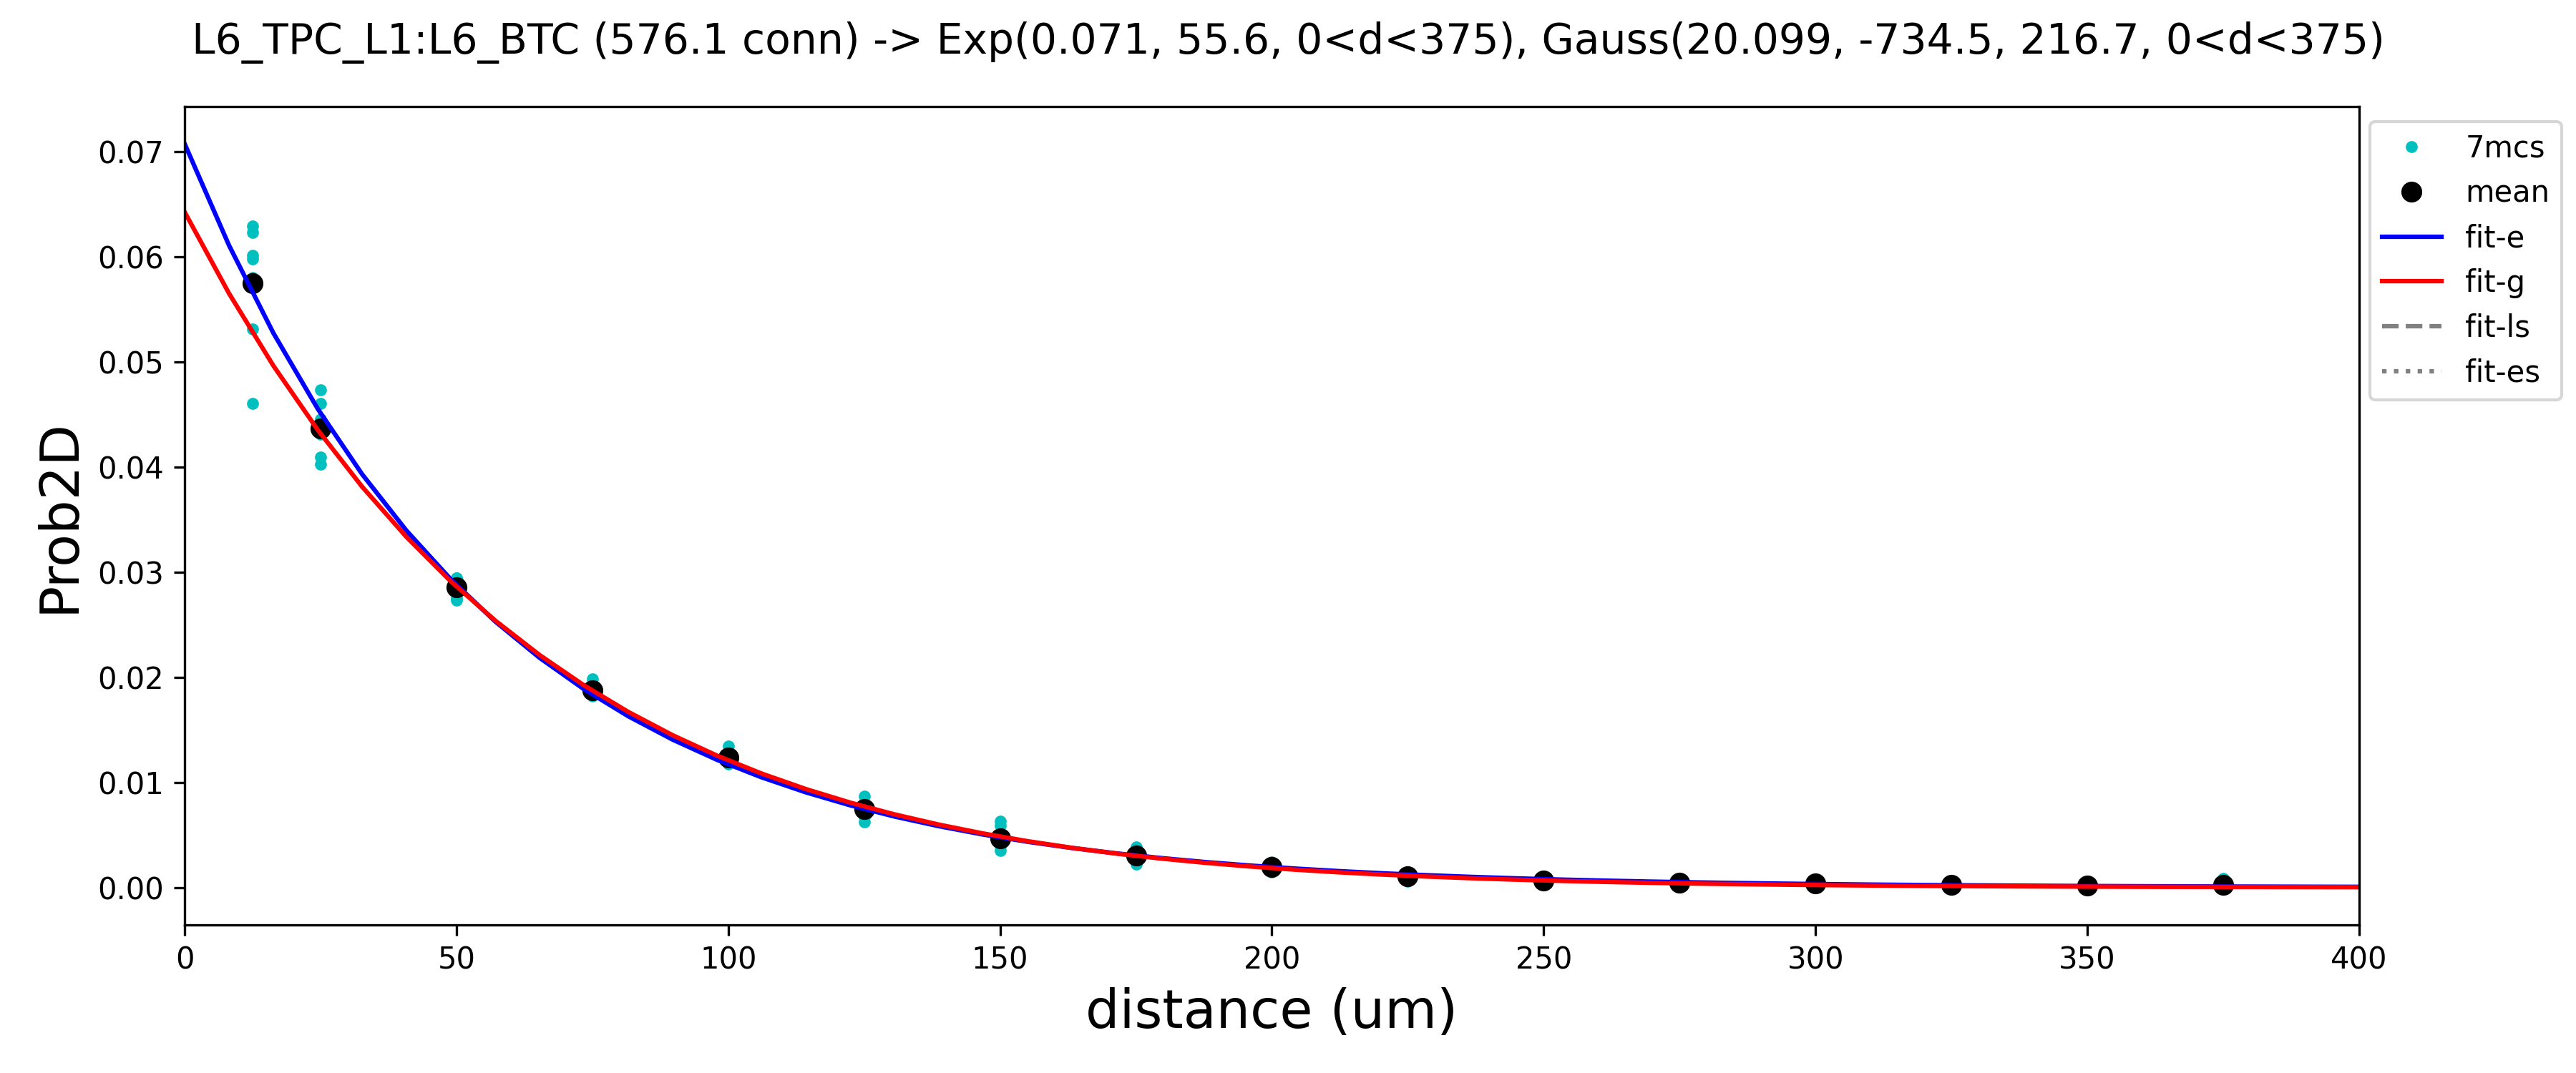 L6_TPC_L1:L6_BTC (576.1 conn) -> Exp(0.071, 55.6, 0<d<375), Gauss(20.099, -734.5, 216.7, 0<d<375)
0.07
0.06
0.05
0.04
0.03
0.02
0.01
0.00
Prob2D
0 50 100 150 200 250 300 350 400
distance (um)
7mcs
mean
fit-e
fit-g
fit-ls
fit-es